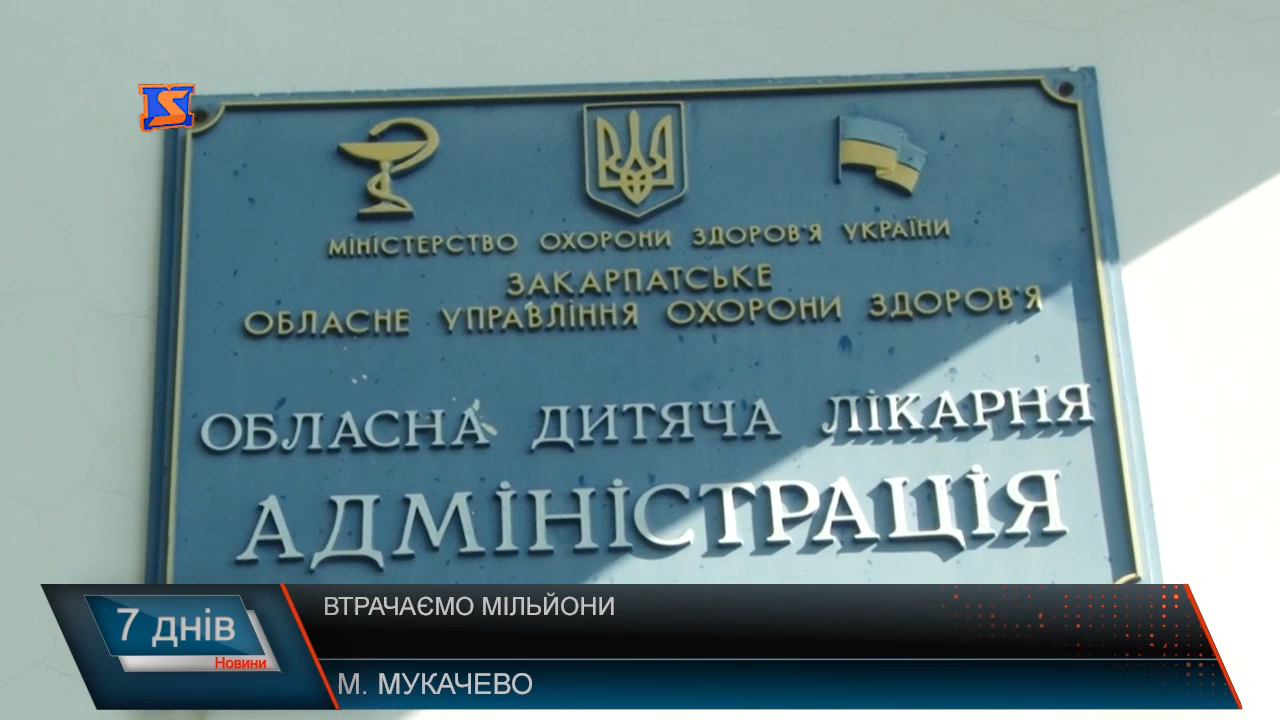 МІНІСТЕРСТВО ОХОРОНИ ЗДОРОВ'Я УКРАЇНИ
ЗАКАРПАТСЬКЕ
ОБЛАСНЕ УПРАВЛІННЯ ОХОРОНИ ЗДОРОВ'Я
ОБЛАСНА ДИТЯЧА ЛІКАРНЯ
АДМІНІСТРАЦІЯ
7 днів
Новини
ВТРАЧАЄМО МІЛЬЙОНИ
М. МУКАЧЕВО